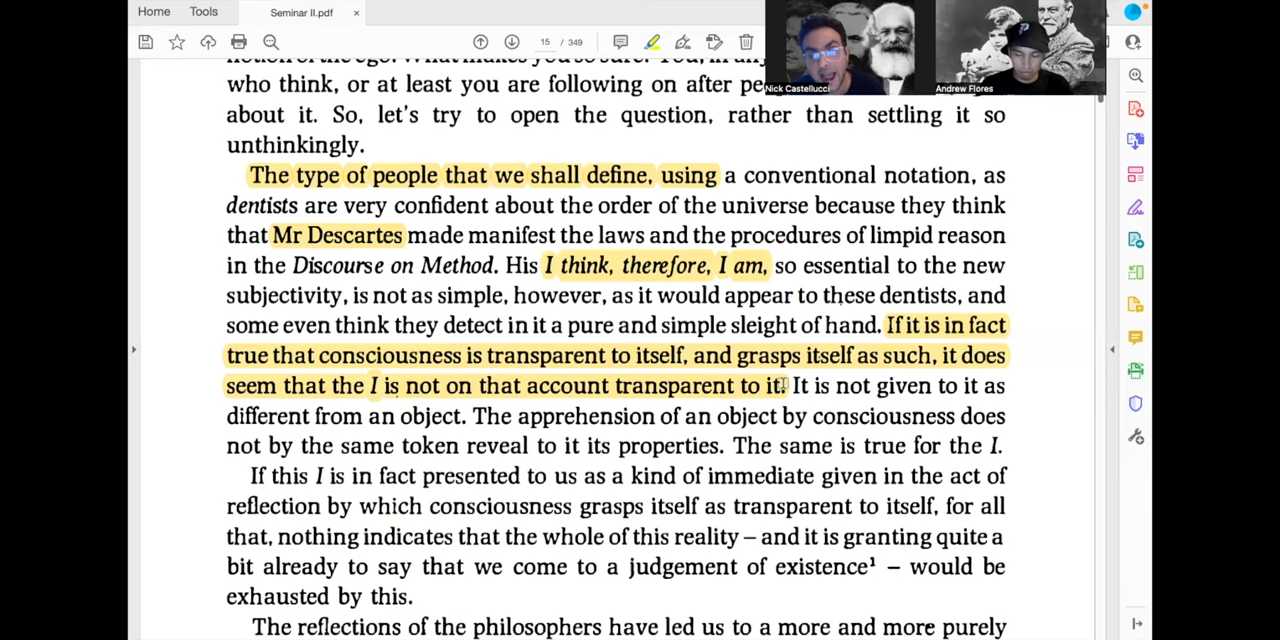 Home Tools Seminar II.pdf ×
15 / 349
Nick Castellucci
Andrew Flores
who think, or at least you are following on after
about it. So, let's try to open the question, rather than settling it so
unthinkingly.
The type of people that we shall define, using a conventional notation, as
dentists are very confident about the order of the universe because they think
that Mr Descartes made manifest the laws and the procedures of limpid reason
in the Discourse on Method. His I think, therefore, I am, so essential to the new
subjectivity, is not as simple, however, as it would appear to these dentists, and
some even think they detect in it a pure and simple sleight of hand. If it is in fact
true that consciousness is transparent to itself, and grasps itself as such, it does
seem that the I is not on that account transparent to it. It is not given to it as
different from an object. The apprehension of an object by consciousness does
not by the same token reveal to it its properties. The same is true for the I.
If this I is in fact presented to us as a kind of immediate given in the act of
reflection by which consciousness grasps itself as transparent to itself, for all
that, nothing indicates that the whole of this reality – and it is granting quite a
bit already to say that we come to a judgement of existence¹ – would be
exhausted by this.
The reflections of the philosophers have led us to a more and more purely